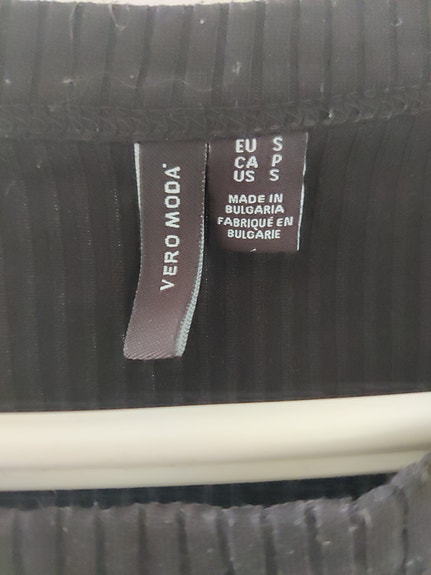 VERO MODA
EU S
CA P
US S
MADE IN
BULGARIA
FABRIQUÉ EN
BULGARIE